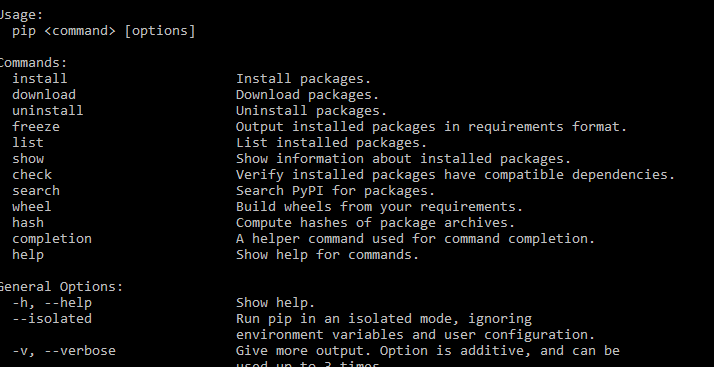 Usage:
  pip <command> [options]

Commands:
  install                     Install packages.
  download                    Download packages.
  uninstall                   Uninstall packages.
  freeze                      Output installed packages in requirements format.
  list                        List installed packages.
  show                        Show information about installed packages.
  check                       Verify installed packages have compatible dependencies.
  search                      Search PyPI for packages.
  wheel                       Build wheels from your requirements.
  hash                        Compute hashes of package archives.
  completion                  A helper command used for command completion.
  help                        Show help for commands.

General Options:
  -h, --help                  Show help.
  --isolated                  Run pip in an isolated mode, ignoring
                              environment variables and user configuration.
  -v, --verbose               Give more output. Option is additive, and can be
                              used up to 3 times.